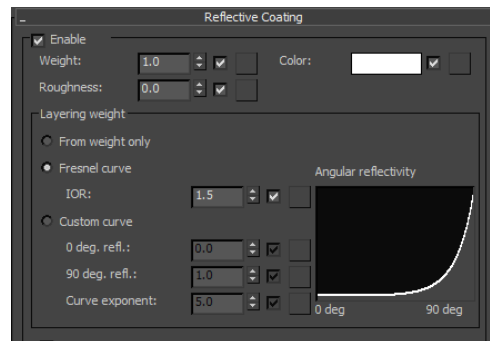 Reflective Coating
Enable
Weight: 1.0 Color:
Roughness: 0.0
Layering weight
From weight only
Fresnel curve
Angular reflectivity
IOR: 1.5
Custom curve
0 deg. refl.: 0.0
90 deg. refl.: 1.0
Curve exponent: 5.0
0 deg 90 deg